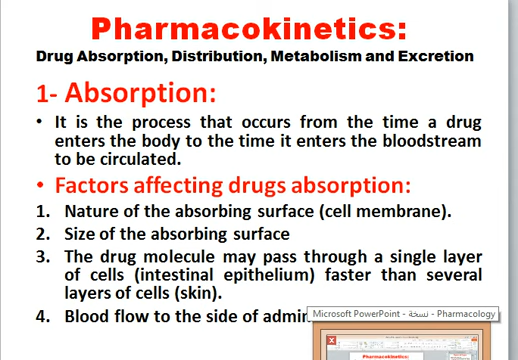 Pharmacokinetics:
Drug Absorption, Distribution, Metabolism and Excretion
1- Absorption:
• It is the process that occurs from the time a drug
enters the body to the time it enters the bloodstream
to be circulated.
• Factors affecting drugs absorption:
1. Nature of the absorbing surface (cell membrane).
2. Size of the absorbing surface
3. The drug molecule may pass through a single layer
of cells (intestinal epithelium) faster than several
layers of cells (skin).
4. Blood flow to the side of admin
Microsoft PowerPoint - نسخة - Pharmacology
Pharmacokinetics: